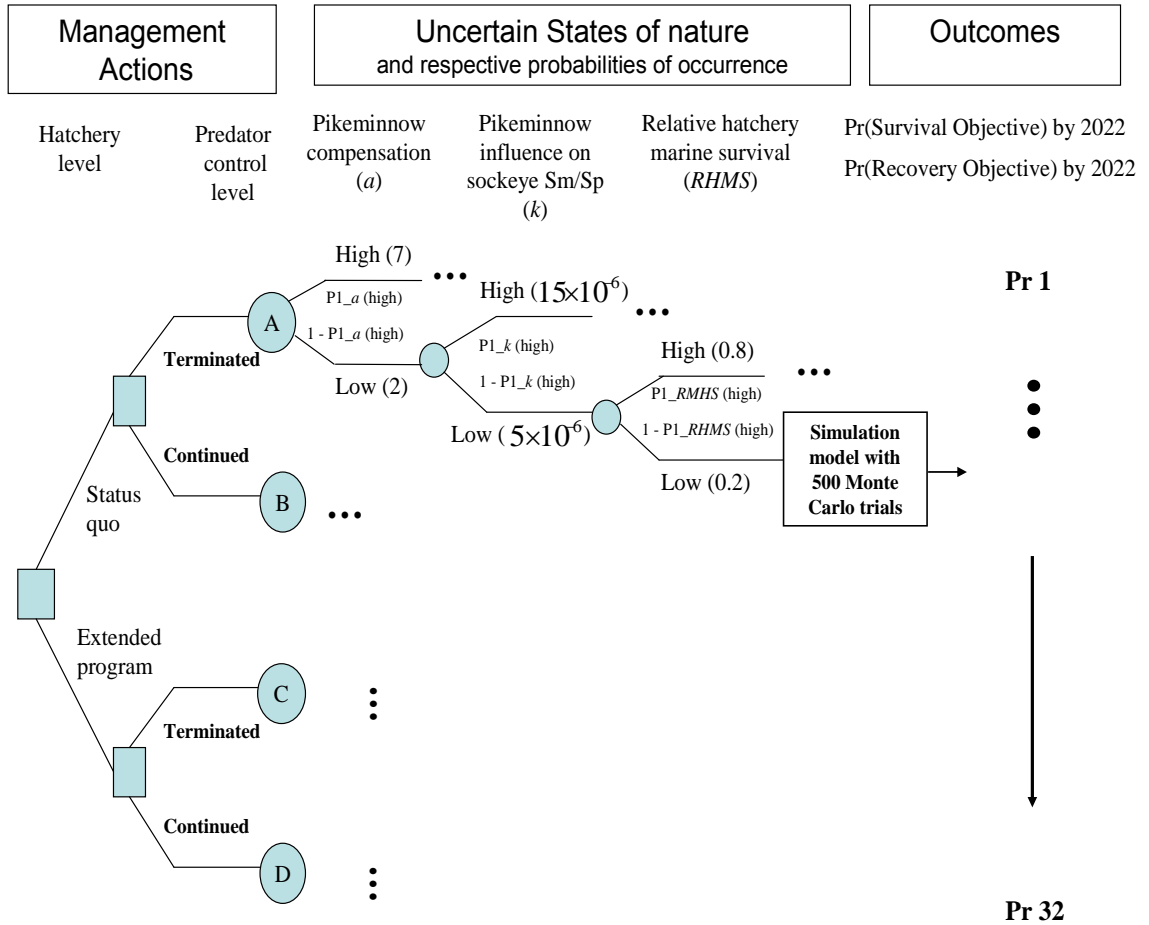 Management
Actions
Uncertain States of nature
and respective probabilities of occurrence
Outcomes
Hatchery
level
Predator
control
level
Pikeminnow
compensation
(a)
Pikeminnow
influence on
sockeye Sm/Sp
(k)
Relative hatchery
marine survival
(RHMS)
Pr(Survival Objective) by 2022
Pr(Recovery Objective) by 2022
High (7)
...
P1_a (high)
A
1 - P1_a (high)
Low (2)
Terminated
High (15×10⁻⁶)
...
P1_k (high)
1 - P1_k (high)
Low ( 5×10⁻⁶)
High (0.8)
...
P1_RMHS (high)
1 - P1_RHMS (high)
Low (0.2)
Simulation
model with
500 Monte
Carlo trials
Pr 1
Continued
B
...
Status
quo
Extended
program
C
Terminated
Continued
D
Pr 32